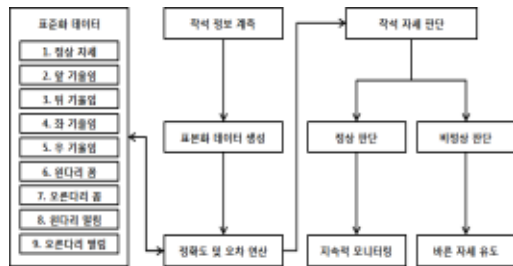 표준화 데이터
1. 정상 자세
2. 앞 기울임
3. 뒤 기울임
4. 좌 기울임
5. 우 기울임
6. 왼다리 꼼
7. 오른다리 꼼
8. 왼다리 떨림
9. 오른다리 떨림
착석 정보 계측
표본화 데이터 생성
정확도 및 오차 연산
착석 자세 판단
정상 판단
비정상 판단
지속적 모니터링
바른 자세 유도